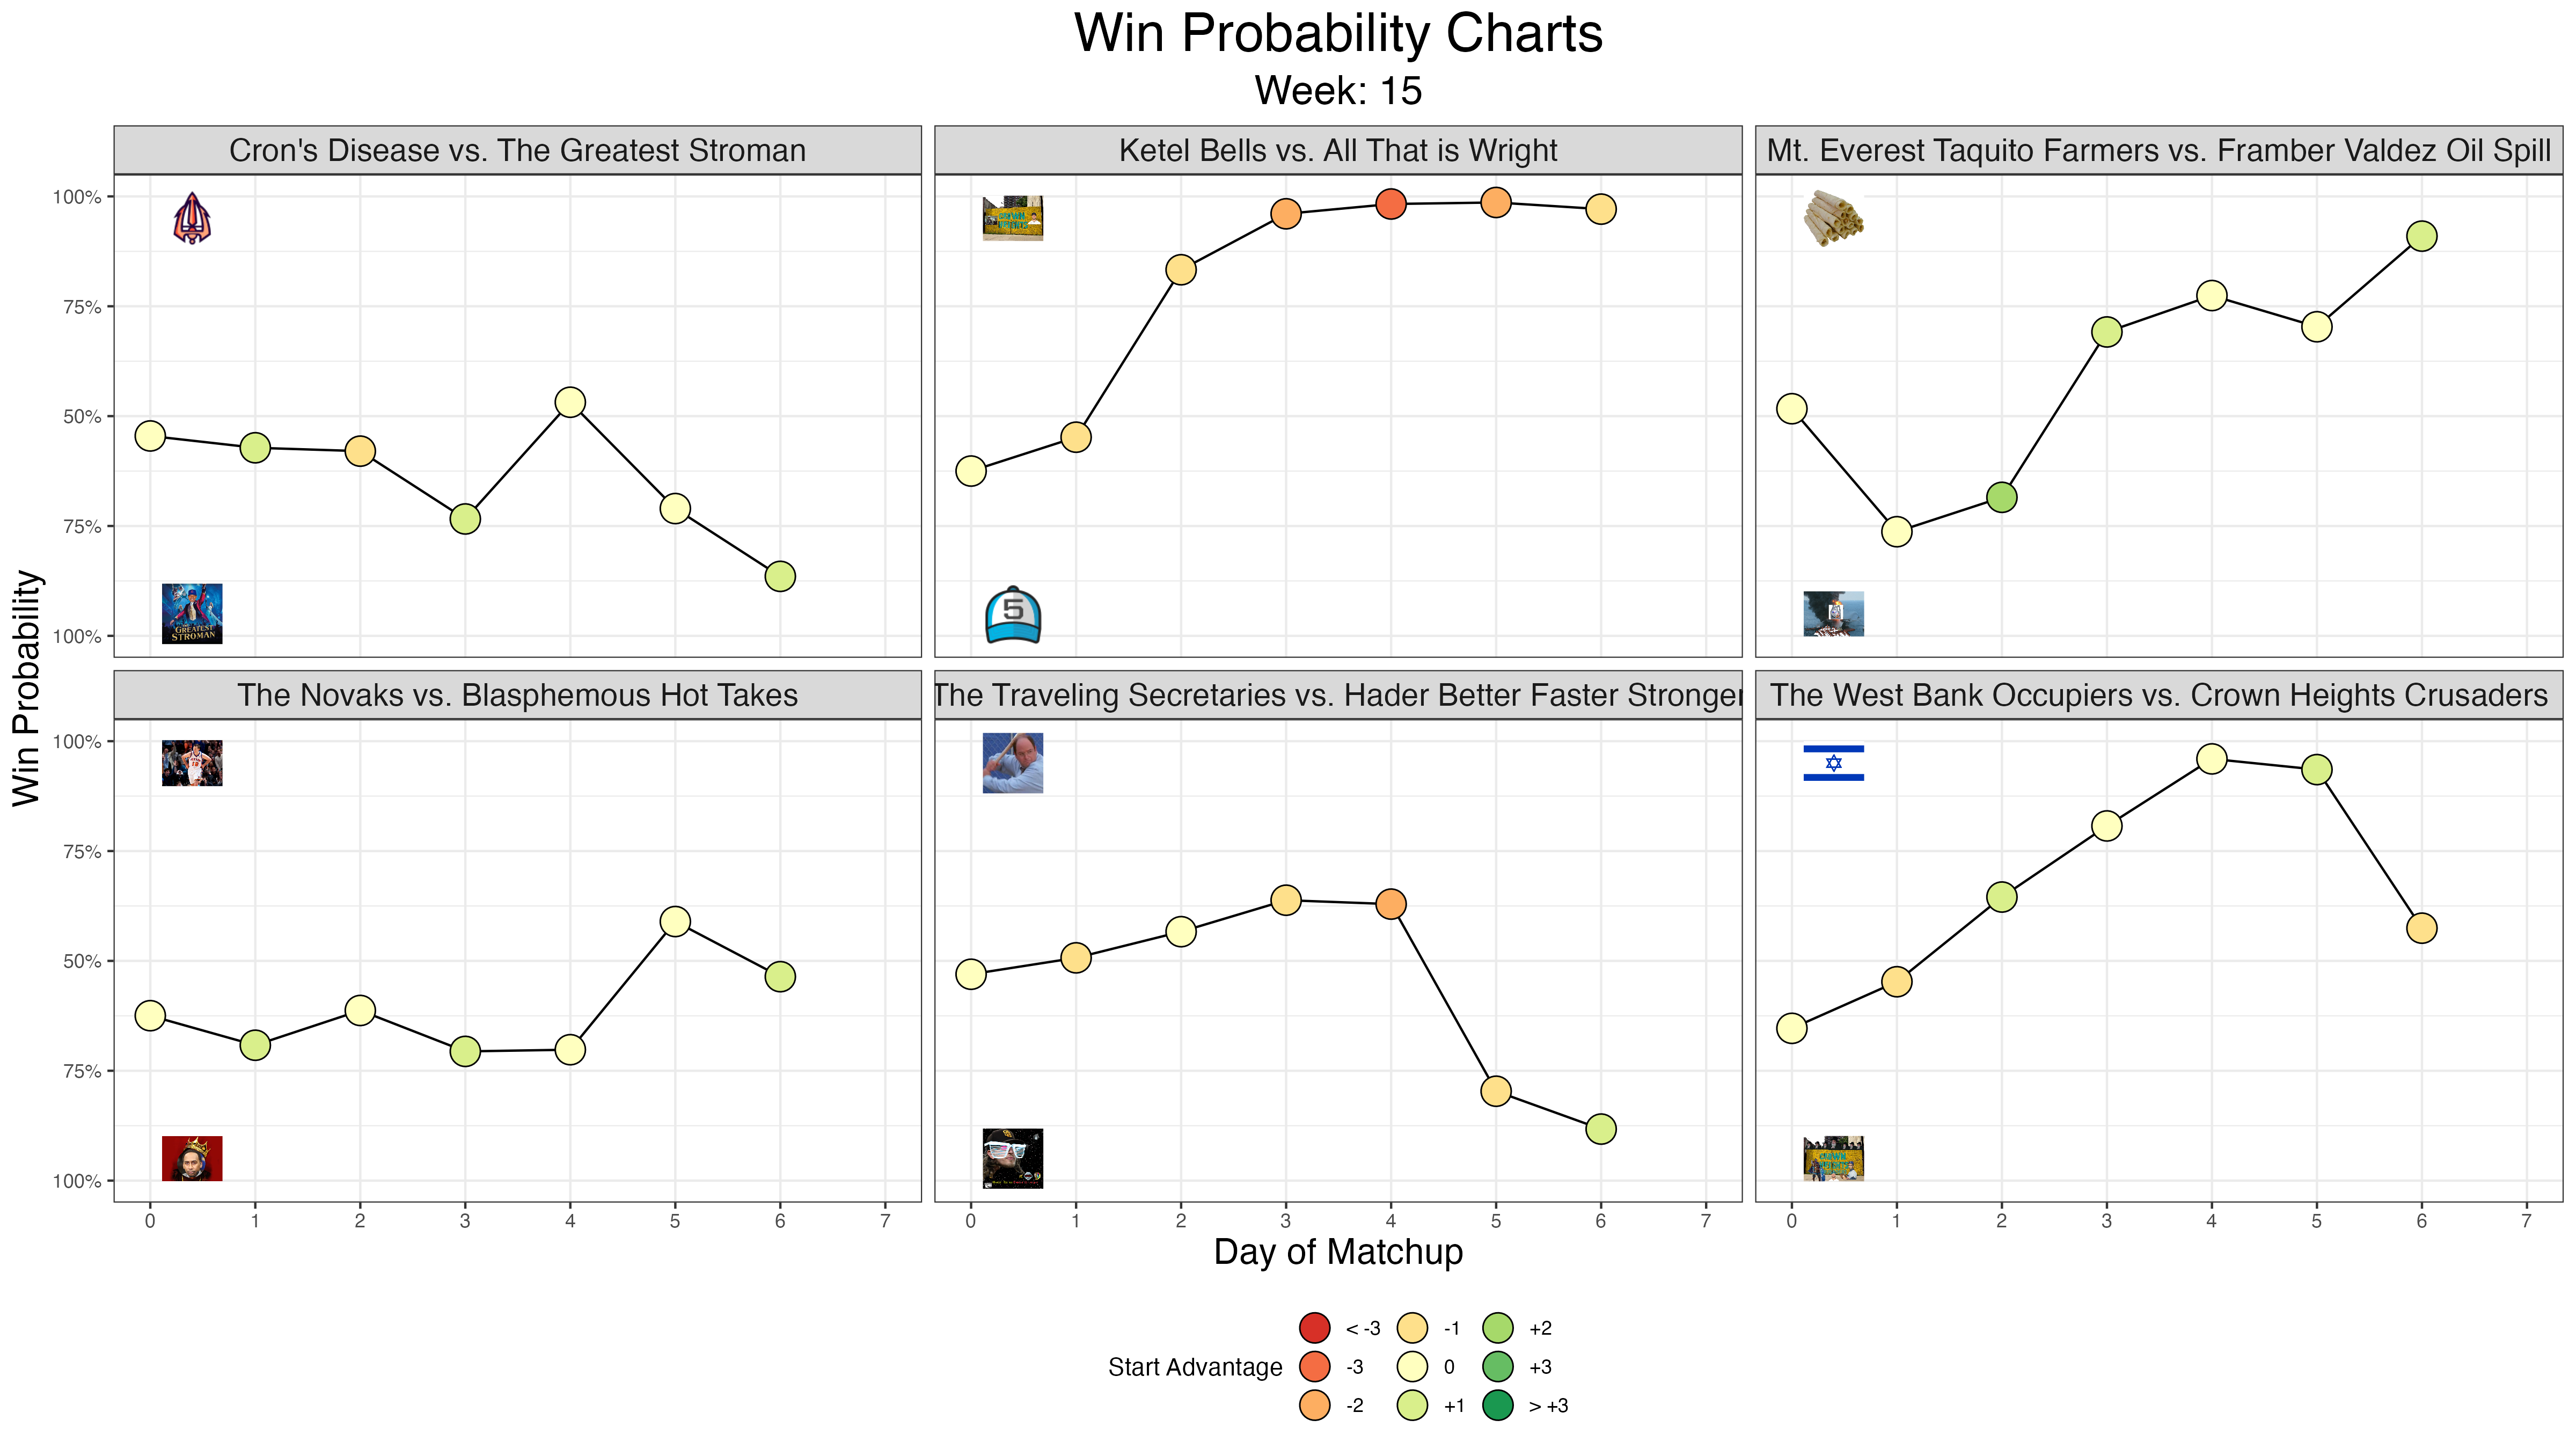 Win Probability Charts
Week: 15
Cron's Disease vs. The Greatest Stroman
Ketel Bells vs. All That is Wright
Mt. Everest Taquito Farmers vs. Framber Valdez Oil Spill
100%
75%
50%
75%
100%
5
GREATEST
STROMAN
Win Probability
The Novaks vs. Blasphemous Hot Takes
The Traveling Secretaries vs. Hader Better Faster Stronger
The West Bank Occupiers vs. Crown Heights Crusaders
100%
75%
50%
75%
100%
0 1 2 3 4 5 6 7
0 1 2 3 4 5 6 7
0 1 2 3 4 5 6 7
Day of Matchup
Start Advantage
< -3
-3
-2
-1
0
+1
+2
+3
> +3